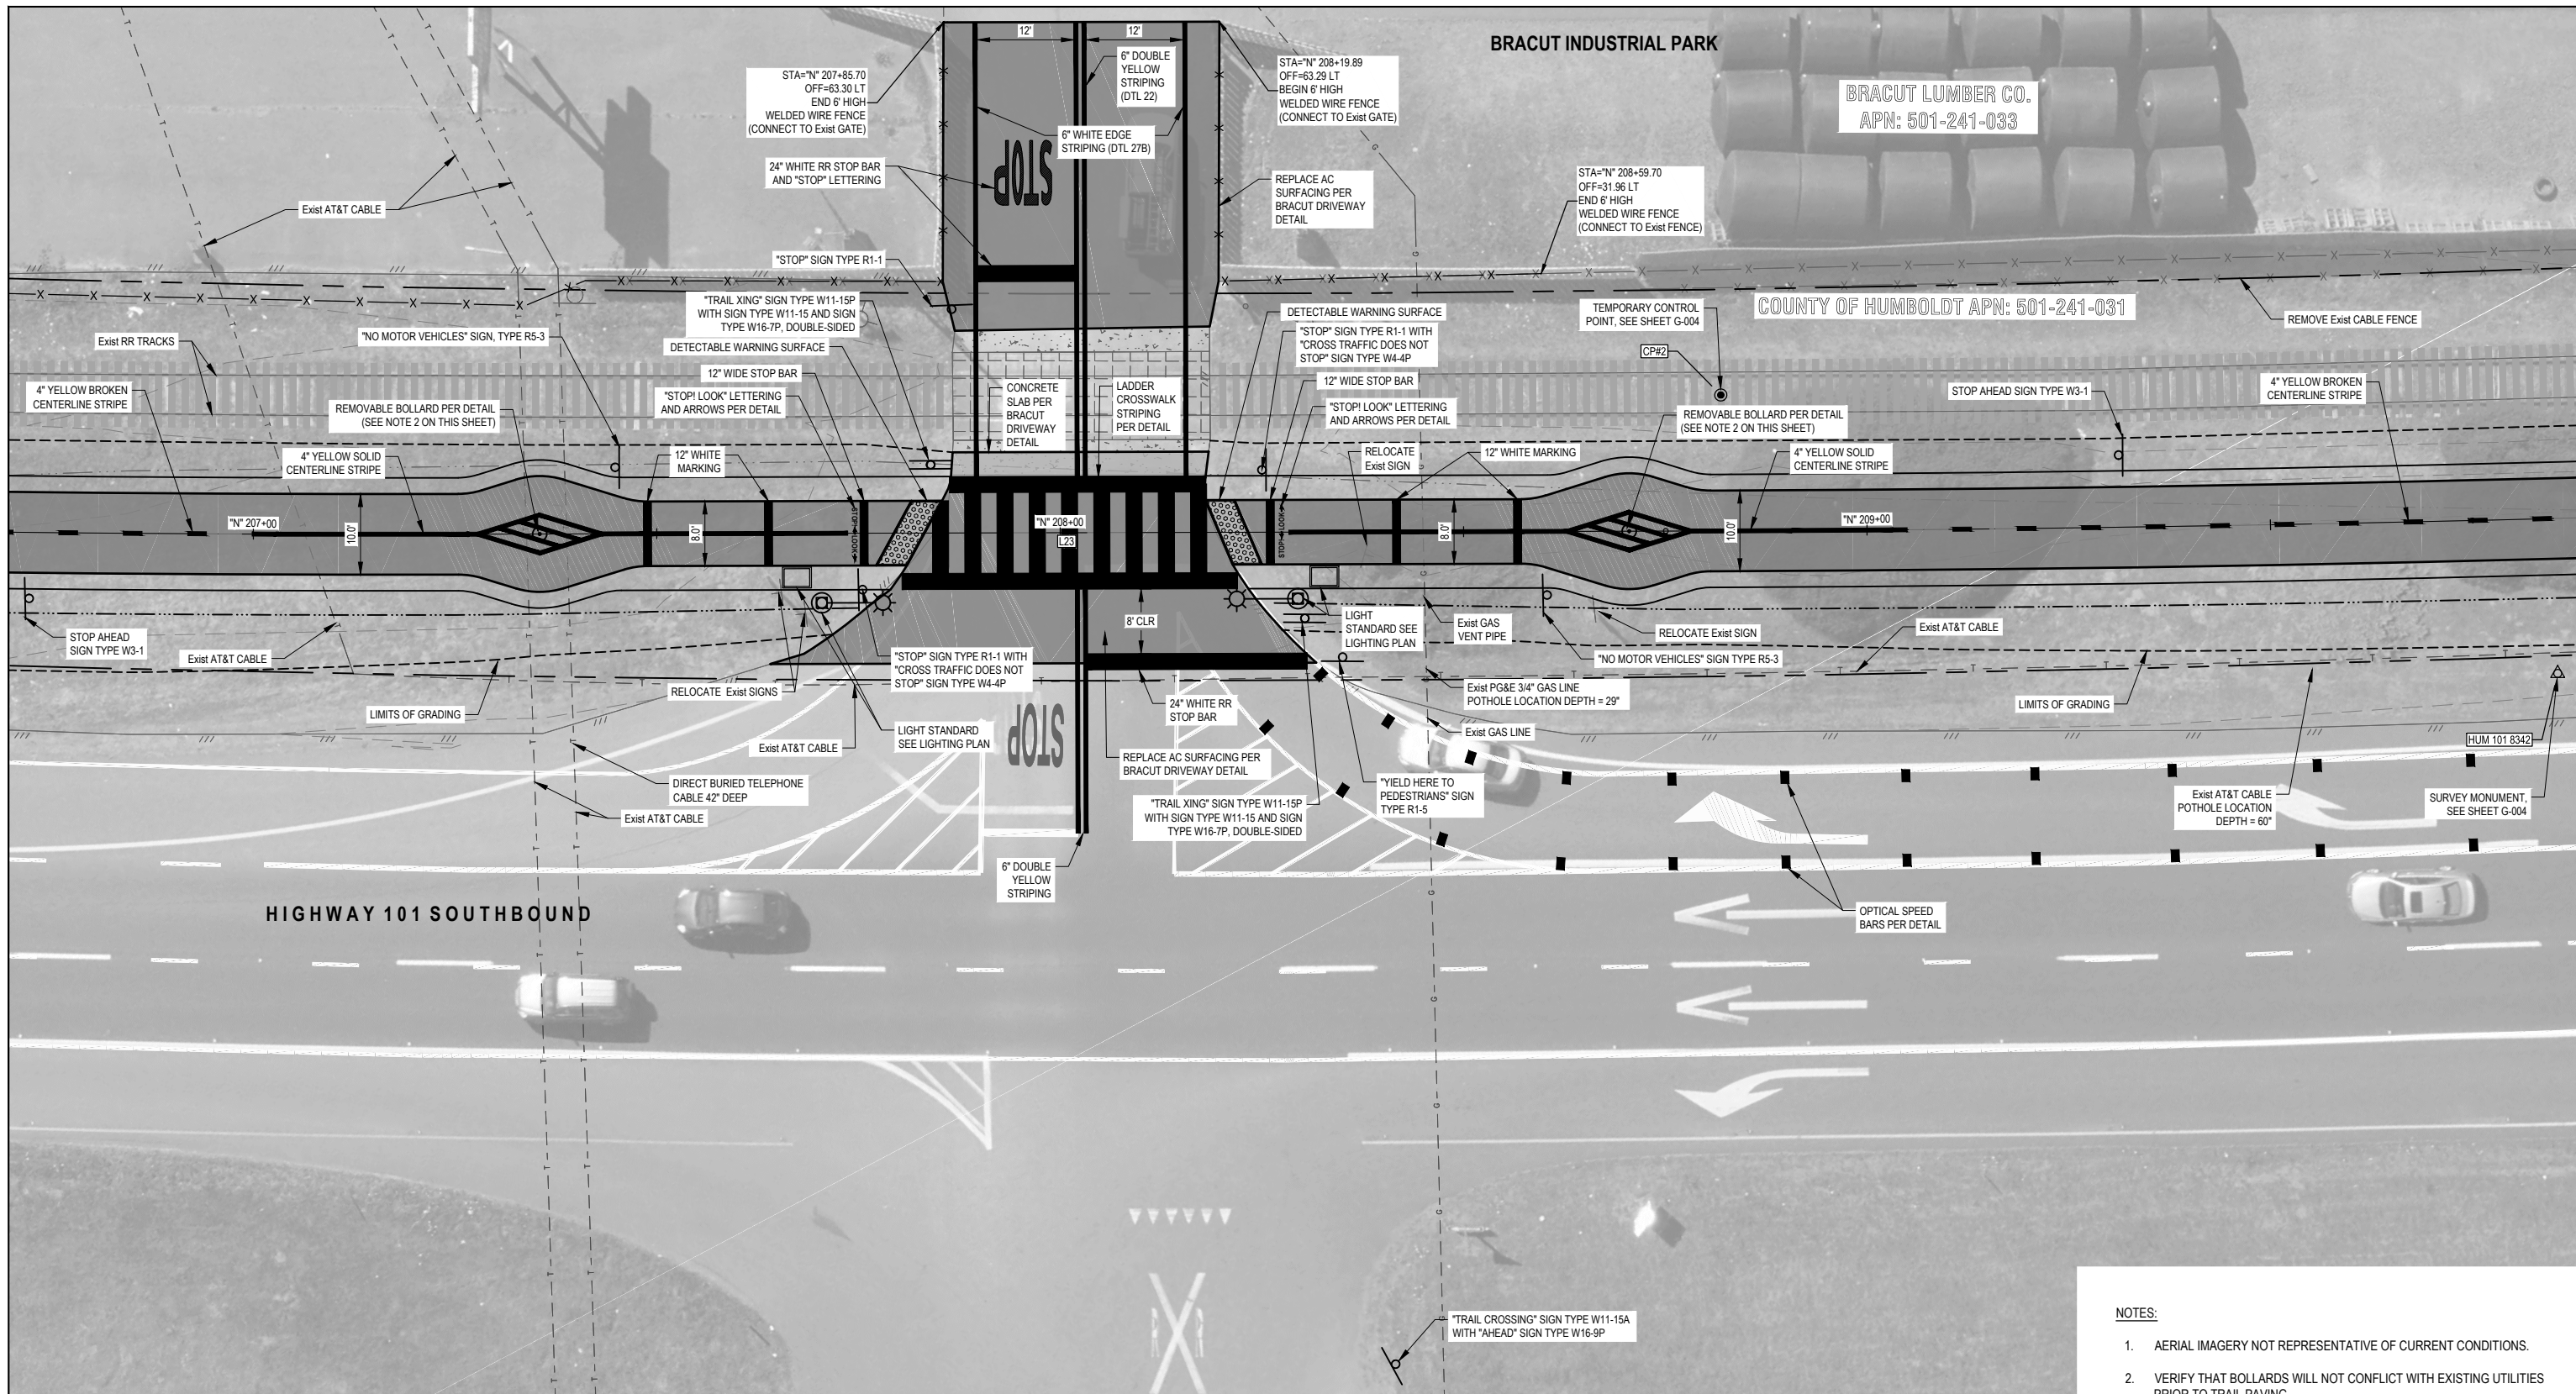 BRACUT INDUSTRIAL PARK
12'
12'
6" DOUBLE
YELLOW
STRIPING
(DTL 22)
STA="N" 207+85.70
OFF=63.30 LT
END 6' HIGH
WELDED WIRE FENCE
(CONNECT TO Exist GATE)
STA="N" 208+19.89
OFF=63.29 LT
BEGIN 6' HIGH
WELDED WIRE FENCE
(CONNECT TO Exist GATE)
BRACUT LUMBER CO.
APN: 501-241-033
6" WHITE EDGE
STRIPING (DTL 27B)
24" WHITE RR STOP BAR
AND "STOP" LETTERING
STOP
REPLACE AC
SURFACING PER
BRACUT DRIVEWAY
DETAIL
STA="N" 208+59.70
OFF=31.96 LT
END 6' HIGH
WELDED WIRE FENCE
(CONNECT TO Exist FENCE)
Exist AT&T CABLE
"STOP" SIGN TYPE R1-1
"TRAIL XING" SIGN TYPE W11-15P
WITH SIGN TYPE W11-15 AND SIGN
TYPE W16-7P, DOUBLE-SIDED
DETECTABLE WARNING SURFACE
TEMPORARY CONTROL
POINT, SEE SHEET G-004
COUNTY OF HUMBOLDT APN: 501-241-031
REMOVE Exist CABLE FENCE
Exist RR TRACKS
"NO MOTOR VEHICLES" SIGN, TYPE R5-3
DETECTABLE WARNING SURFACE
"STOP" SIGN TYPE R1-1 WITH
"CROSS TRAFFIC DOES NOT
STOP" SIGN TYPE W4-4P
CP#2
4" YELLOW BROKEN
CENTERLINE STRIPE
12" WIDE STOP BAR
CONCRETE
SLAB PER
BRACUT
DRIVEWAY
DETAIL
LADDER
CROSSWALK
STRIPING
PER DETAIL
12" WIDE STOP BAR
STOP AHEAD SIGN TYPE W3-1
4" YELLOW BROKEN
CENTERLINE STRIPE
REMOVABLE BOLLARD PER DETAIL
(SEE NOTE 2 ON THIS SHEET)
"STOP! LOOK" LETTERING
AND ARROWS PER DETAIL
"STOP! LOOK" LETTERING
AND ARROWS PER DETAIL
REMOVABLE BOLLARD PER DETAIL
(SEE NOTE 2 ON THIS SHEET)
4" YELLOW SOLID
CENTERLINE STRIPE
12" WHITE
MARKING
RELOCATE
Exist SIGN
12" WHITE MARKING
4" YELLOW SOLID
CENTERLINE STRIPE
"N" 207+00
10.0'
8.0'
STOP! LOOK
"N" 208+00
L23
STOP! LOOK
8.0'
10.0'
"N" 209+00
STOP AHEAD
SIGN TYPE W3-1
Exist AT&T CABLE
8' CLR
LIGHT
STANDARD SEE
LIGHTING PLAN
Exist GAS
VENT PIPE
RELOCATE Exist SIGN
Exist AT&T CABLE
"STOP" SIGN TYPE R1-1 WITH
"CROSS TRAFFIC DOES NOT
STOP" SIGN TYPE W4-4P
"NO MOTOR VEHICLES" SIGN TYPE R5-3
RELOCATE Exist SIGNS
LIMITS OF GRADING
24" WHITE RR
STOP BAR
Exist PG&E 3/4" GAS LINE
POTHOLE LOCATION DEPTH = 29"
LIMITS OF GRADING
STOP
LIGHT STANDARD
SEE LIGHTING PLAN
Exist AT&T CABLE
Exist GAS LINE
HUM 101 8342
REPLACE AC SURFACING PER
BRACUT DRIVEWAY DETAIL
DIRECT BURIED TELEPHONE
CABLE 42" DEEP
"YIELD HERE TO
PEDESTRIANS" SIGN
TYPE R1-5
Exist AT&T CABLE
POTHOLE LOCATION
DEPTH = 60"
SURVEY MONUMENT,
SEE SHEET G-004
Exist AT&T CABLE
"TRAIL XING" SIGN TYPE W11-15P
WITH SIGN TYPE W11-15 AND SIGN
TYPE W16-7P, DOUBLE-SIDED
6" DOUBLE
YELLOW
STRIPING
HIGHWAY 101 SOUTHBOUND
OPTICAL SPEED
BARS PER DETAIL
"TRAIL CROSSING" SIGN TYPE W11-15A
WITH "AHEAD" SIGN TYPE W16-9P
NOTES:
1. AERIAL IMAGERY NOT REPRESENTATIVE OF CURRENT CONDITIONS.
2. VERIFY THAT BOLLARDS WILL NOT CONFLICT WITH EXISTING UTILITIES
PRIOR TO TRAIL PAVING